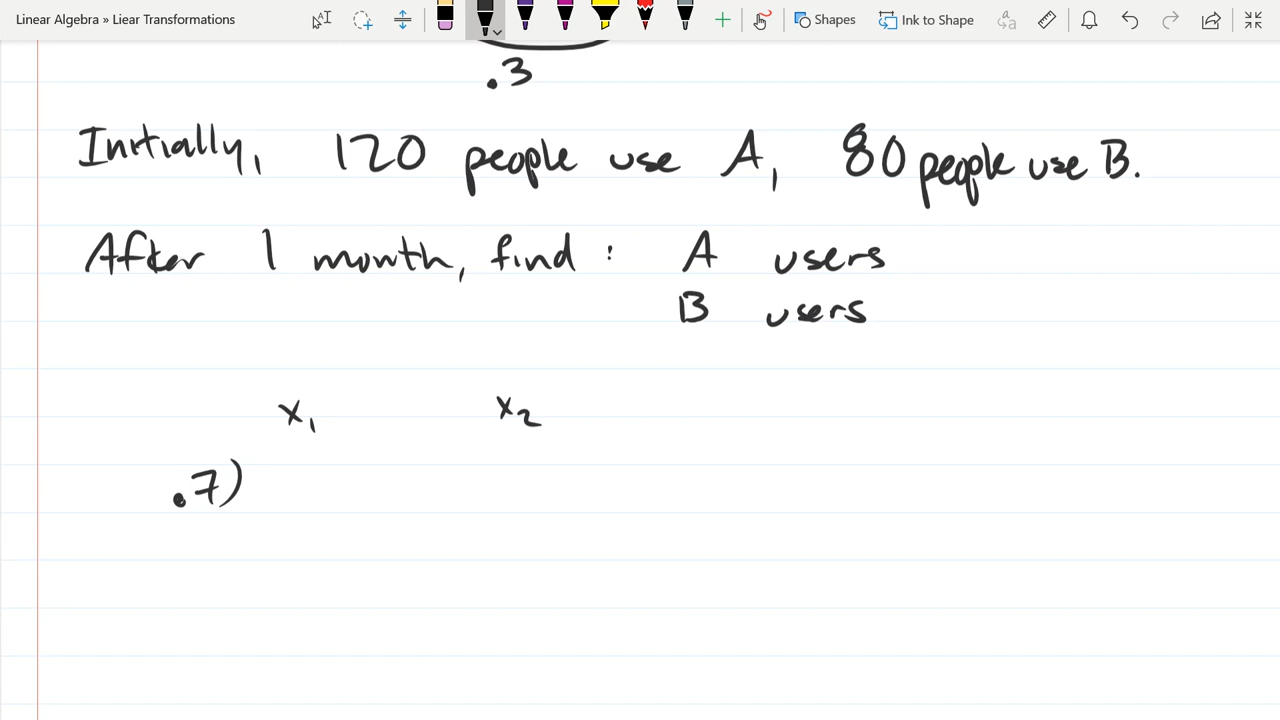 Linear Algebra » Liear Transformations
Shapes
Ink to Shape
.3
Initially, 120 people use A, 80 people use B.
After 1 month, find : A users
B users
x₁ x₂
.7)